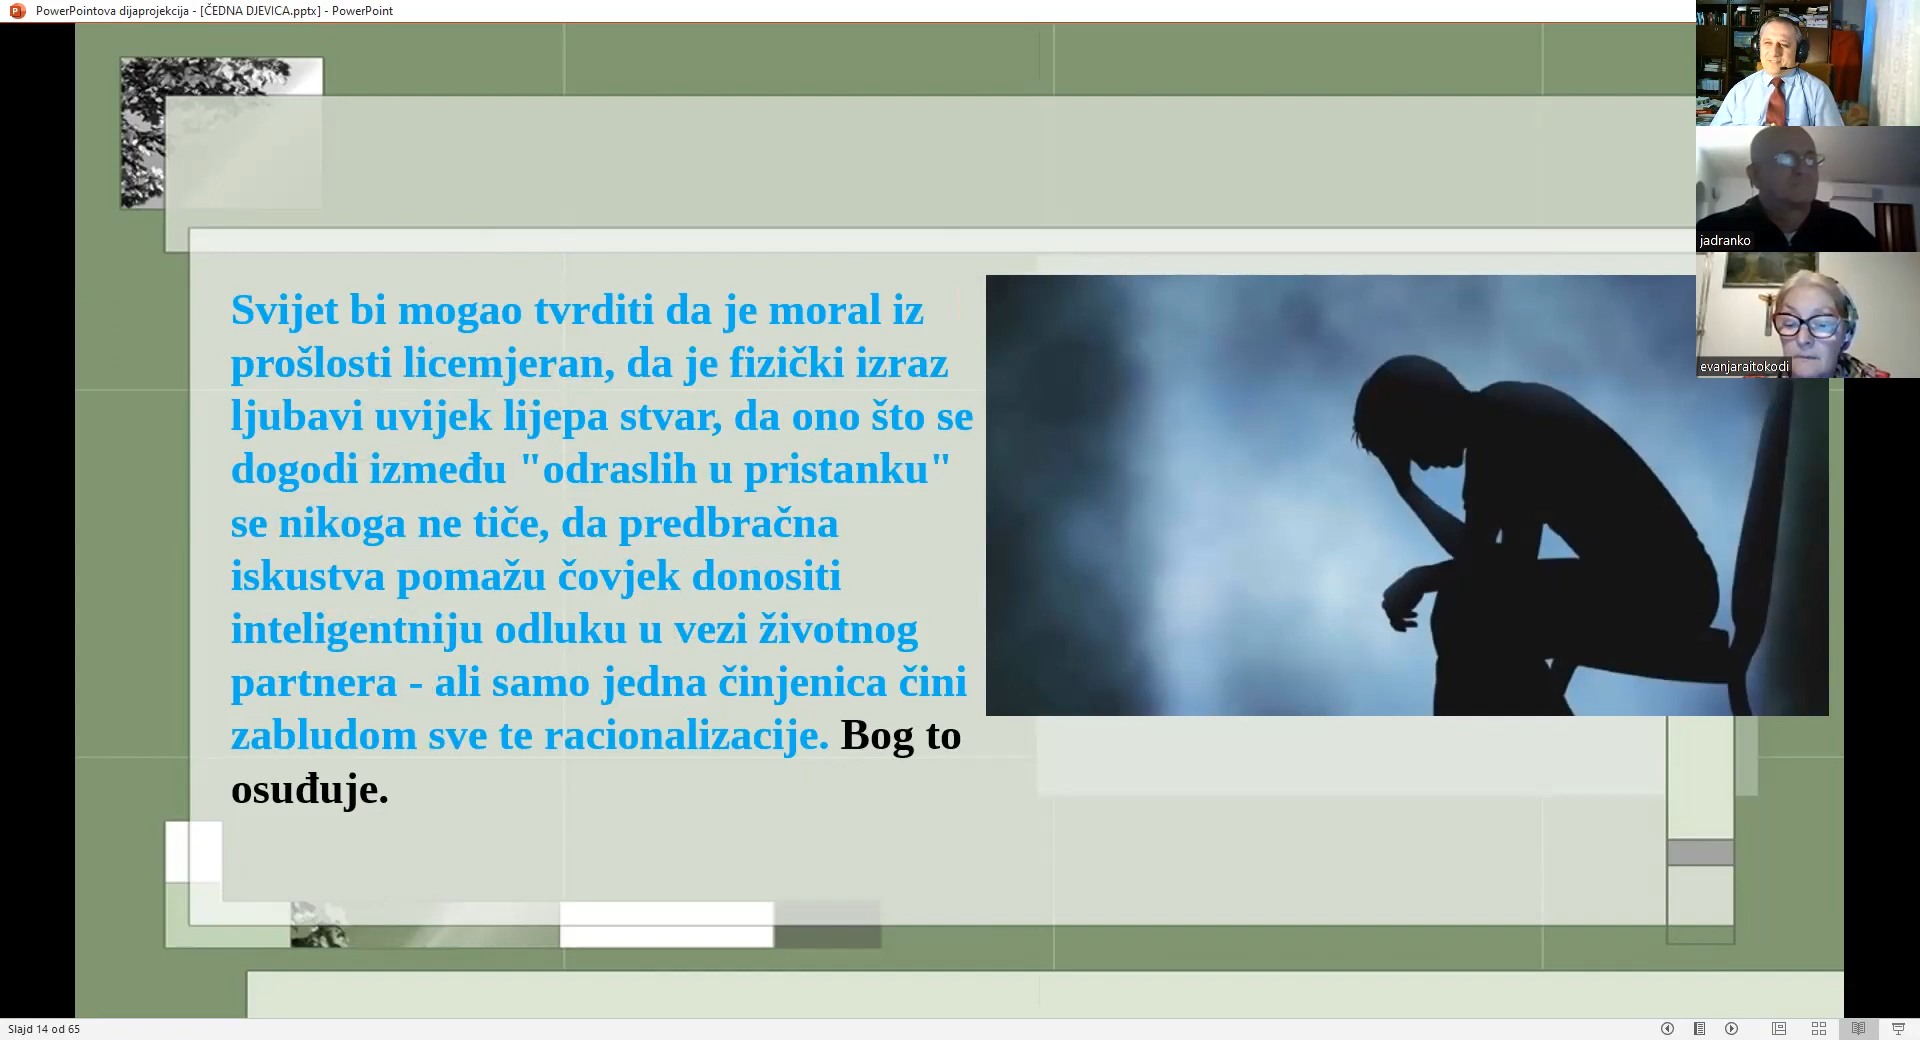 PowerPointova dijaprojekcija - [ČEDNA DJEVICA.pptx] - PowerPoint
jadranko
evanjaraitokodi
Svijet bi mogao tvrditi da je moral iz
prošlosti licemjeran, da je fizički izraz
ljubavi uvijek lijepa stvar, da ono što se
dogodi između "odraslih u pristanku"
se nikoga ne tiče, da predbračna
iskustva pomažu čovjek donositi
inteligentniju odluku u vezi životnog
partnera - ali samo jedna činjenica čini
zabludom sve te racionalizacije. Bog to
osuđuje.
Slajd 14 od 65